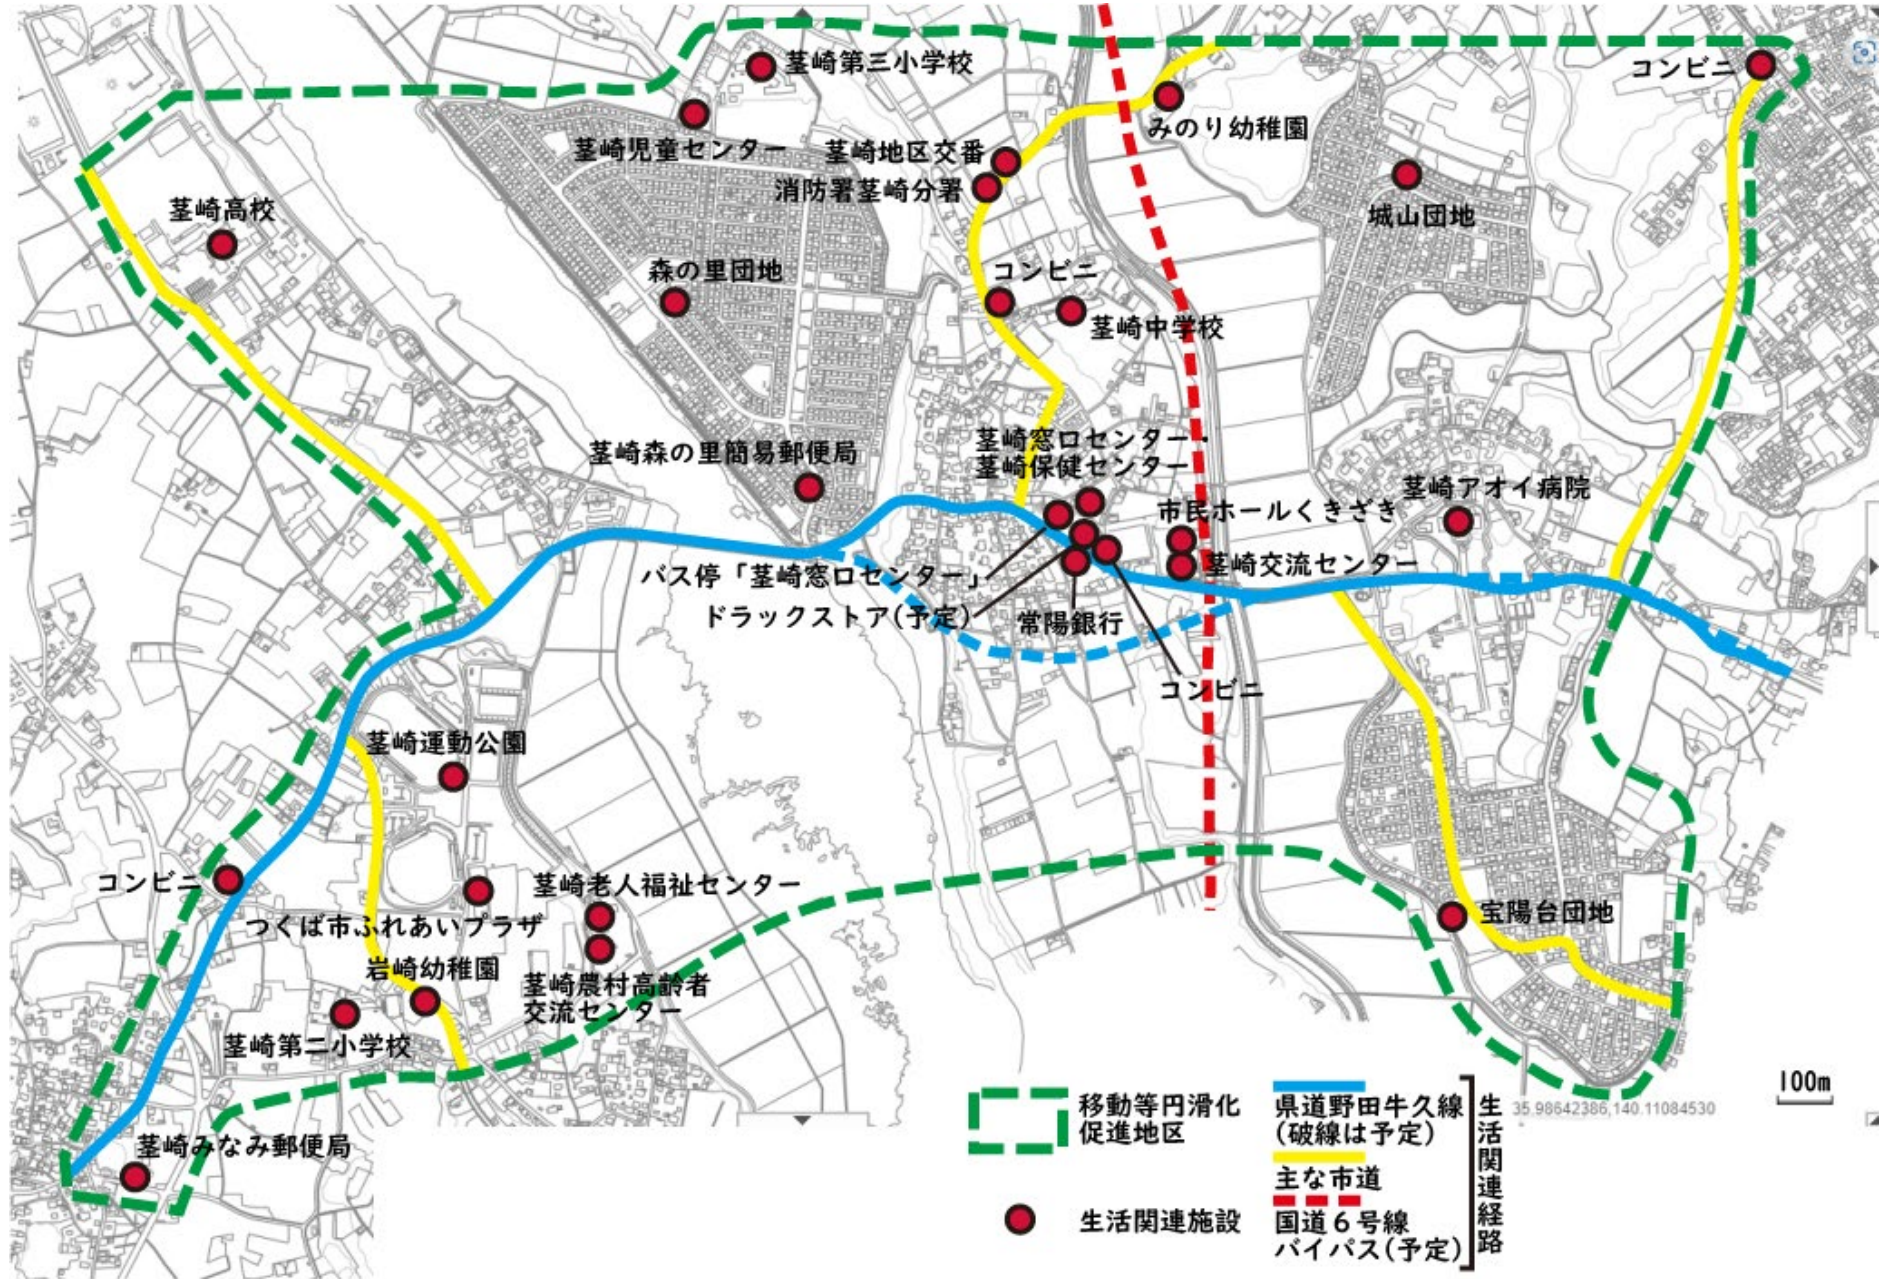 茎崎第三小学校
コンビニ
みのり幼稚園
茎崎児童センター
茎崎地区交番
消防署茎崎分署
茎崎高校
城山団地
森の里団地
コンビニ
茎崎中学校
茎崎窓口センター・
茎崎保健センター
茎崎森の里簡易郵便局
茎崎アオイ病院
市民ホールくきざき
茎崎交流センター
バス停「茎崎窓口センター」
ドラックストア(予定)
常陽銀行
コンビニ
茎崎運動公園
コンビニ
茎崎老人福祉センター
つくば市ふれあいプラザ
宝陽台団地
岩崎幼稚園
茎崎農村高齢者
交流センター
茎崎第二小学校
茎崎みなみ郵便局
100m
35.98642386,140.11084530
移動等円滑化
促進地区
生活関連施設
県道野田牛久線
(破線は予定)
主な市道
国道6号線
バイパス(予定)
生活関連経路